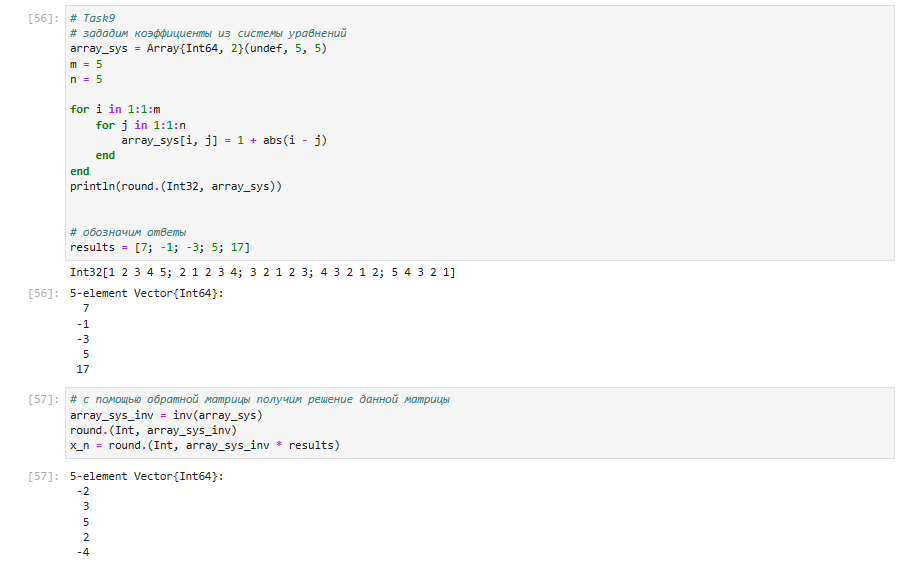 [56]: # Task9
# зададим коэффициенты из системы уравнений
array_sys = Array{Int64, 2}(undef, 5, 5)
m = 5
n = 5
for i in 1:1:m
    for j in 1:1:n
        array_sys[i, j] = 1 + abs(i - j)
    end
end
println(round.(Int32, array_sys))
# обозначим ответы
results = [7; -1; -3; 5; 17]
Int32[1 2 3 4 5; 2 1 2 3 4; 3 2 1 2 3; 4 3 2 1 2; 5 4 3 2 1]
[56]: 5-element Vector{Int64}:
  7
 -1
 -3
  5
 17
[57]: # с помощью обратной матрицы получим решение данной матрицы
array_sys_inv = inv(array_sys)
round.(Int, array_sys_inv)
x_n = round.(Int, array_sys_inv * results)
[57]: 5-element Vector{Int64}:
 -2
  3
  5
  2
 -4